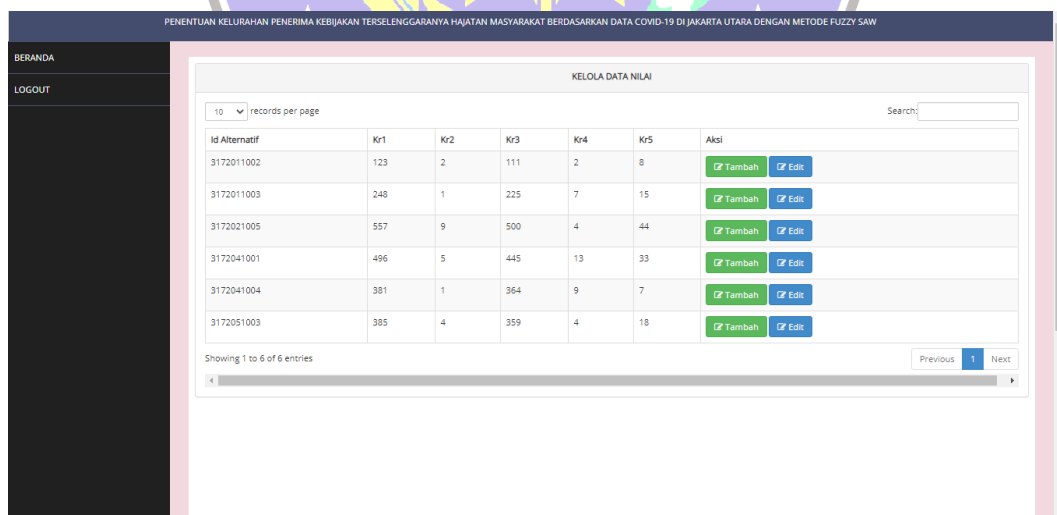 PENENTUAN KELURAHAN PENERIMA KEBIJAKAN TERSELENGGARANYA HAJATAN MASYARAKAT BERDASARKAN DATA COVID-19 DI JAKARTA UTARA DENGAN METODE FUZZY SAW
BERANDA
LOGOUT
KELOLA DATA NILAI
10 records per page Search:
Id Alternatif Kr1 Kr2 Kr3 Kr4 Kr5 Aksi
3172011002 123 2 111 2 8 Tambah Edit
3172011003 248 1 225 7 15 Tambah Edit
3172021005 557 9 500 4 44 Tambah Edit
3172041001 496 5 445 13 33 Tambah Edit
3172041004 381 1 364 9 7 Tambah Edit
3172051003 385 4 359 4 18 Tambah Edit
Showing 1 to 6 of 6 entries Previous 1 Next